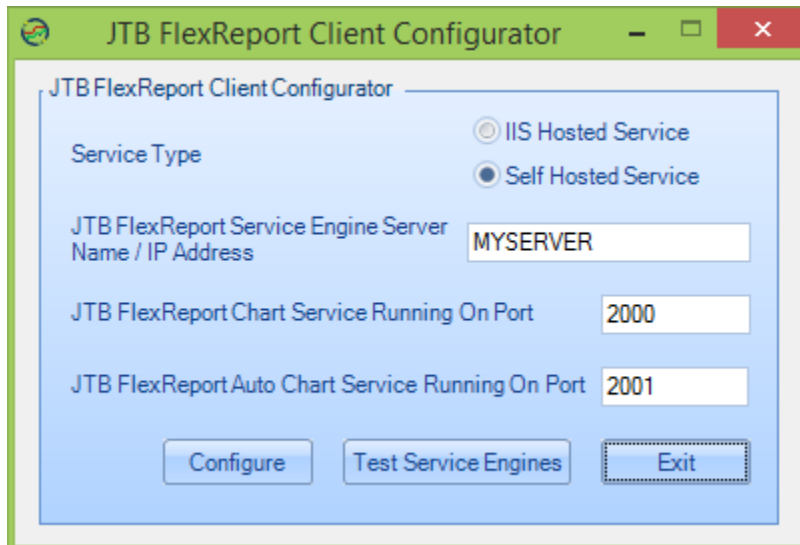 JTB FlexReport Client Configurator
JTB FlexReport Client Configurator
Service Type
IIS Hosted Service
Self Hosted Service
JTB FlexReport Service Engine Server
Name / IP Address
MYSERVER
JTB FlexReport Chart Service Running On Port
2000
JTB FlexReport Auto Chart Service Running On Port
2001
Configure
Test Service Engines
Exit